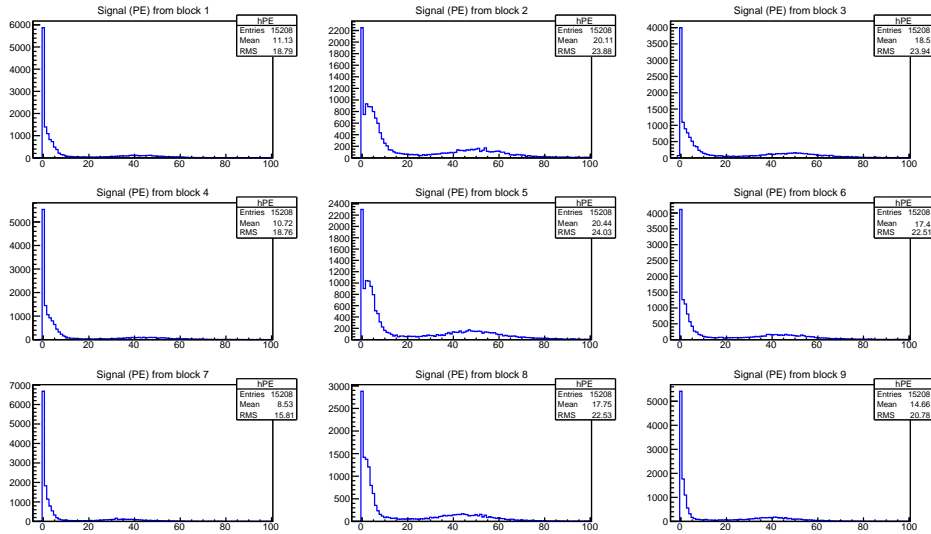 Signal (PE) from block 1
hPE
Entries 15208
Mean 11.13
RMS 18.79
6000
5000
4000
3000
2000
1000
0
0 20 40 60 80 100
Signal (PE) from block 2
hPE
Entries 15208
Mean 20.11
RMS 23.88
2200
2000
1800
1600
1400
1200
1000
800
600
400
200
0
0 20 40 60 80 100
Signal (PE) from block 3
hPE
Entries 15208
Mean 18.5
RMS 23.94
4000
3500
3000
2500
2000
1500
1000
500
0
0 20 40 60 80 100
Signal (PE) from block 4
hPE
Entries 15208
Mean 10.72
RMS 18.76
5000
4000
3000
2000
1000
0
0 20 40 60 80 100
Signal (PE) from block 5
hPE
Entries 15208
Mean 20.44
RMS 24.03
2400
2200
2000
1800
1600
1400
1200
1000
800
600
400
200
0
0 20 40 60 80 100
Signal (PE) from block 6
hPE
Entries 15208
Mean 17.4
RMS 22.51
4000
3500
3000
2500
2000
1500
1000
500
0
0 20 40 60 80 100
Signal (PE) from block 7
hPE
Entries 15208
Mean 8.53
RMS 15.81
7000
6000
5000
4000
3000
2000
1000
0
0 20 40 60 80 100
Signal (PE) from block 8
hPE
Entries 15208
Mean 17.75
RMS 22.53
3000
2500
2000
1500
1000
500
0
0 20 40 60 80 100
Signal (PE) from block 9
hPE
Entries 15208
Mean 14.66
RMS 20.78
5000
4000
3000
2000
1000
0
0 20 40 60 80 100